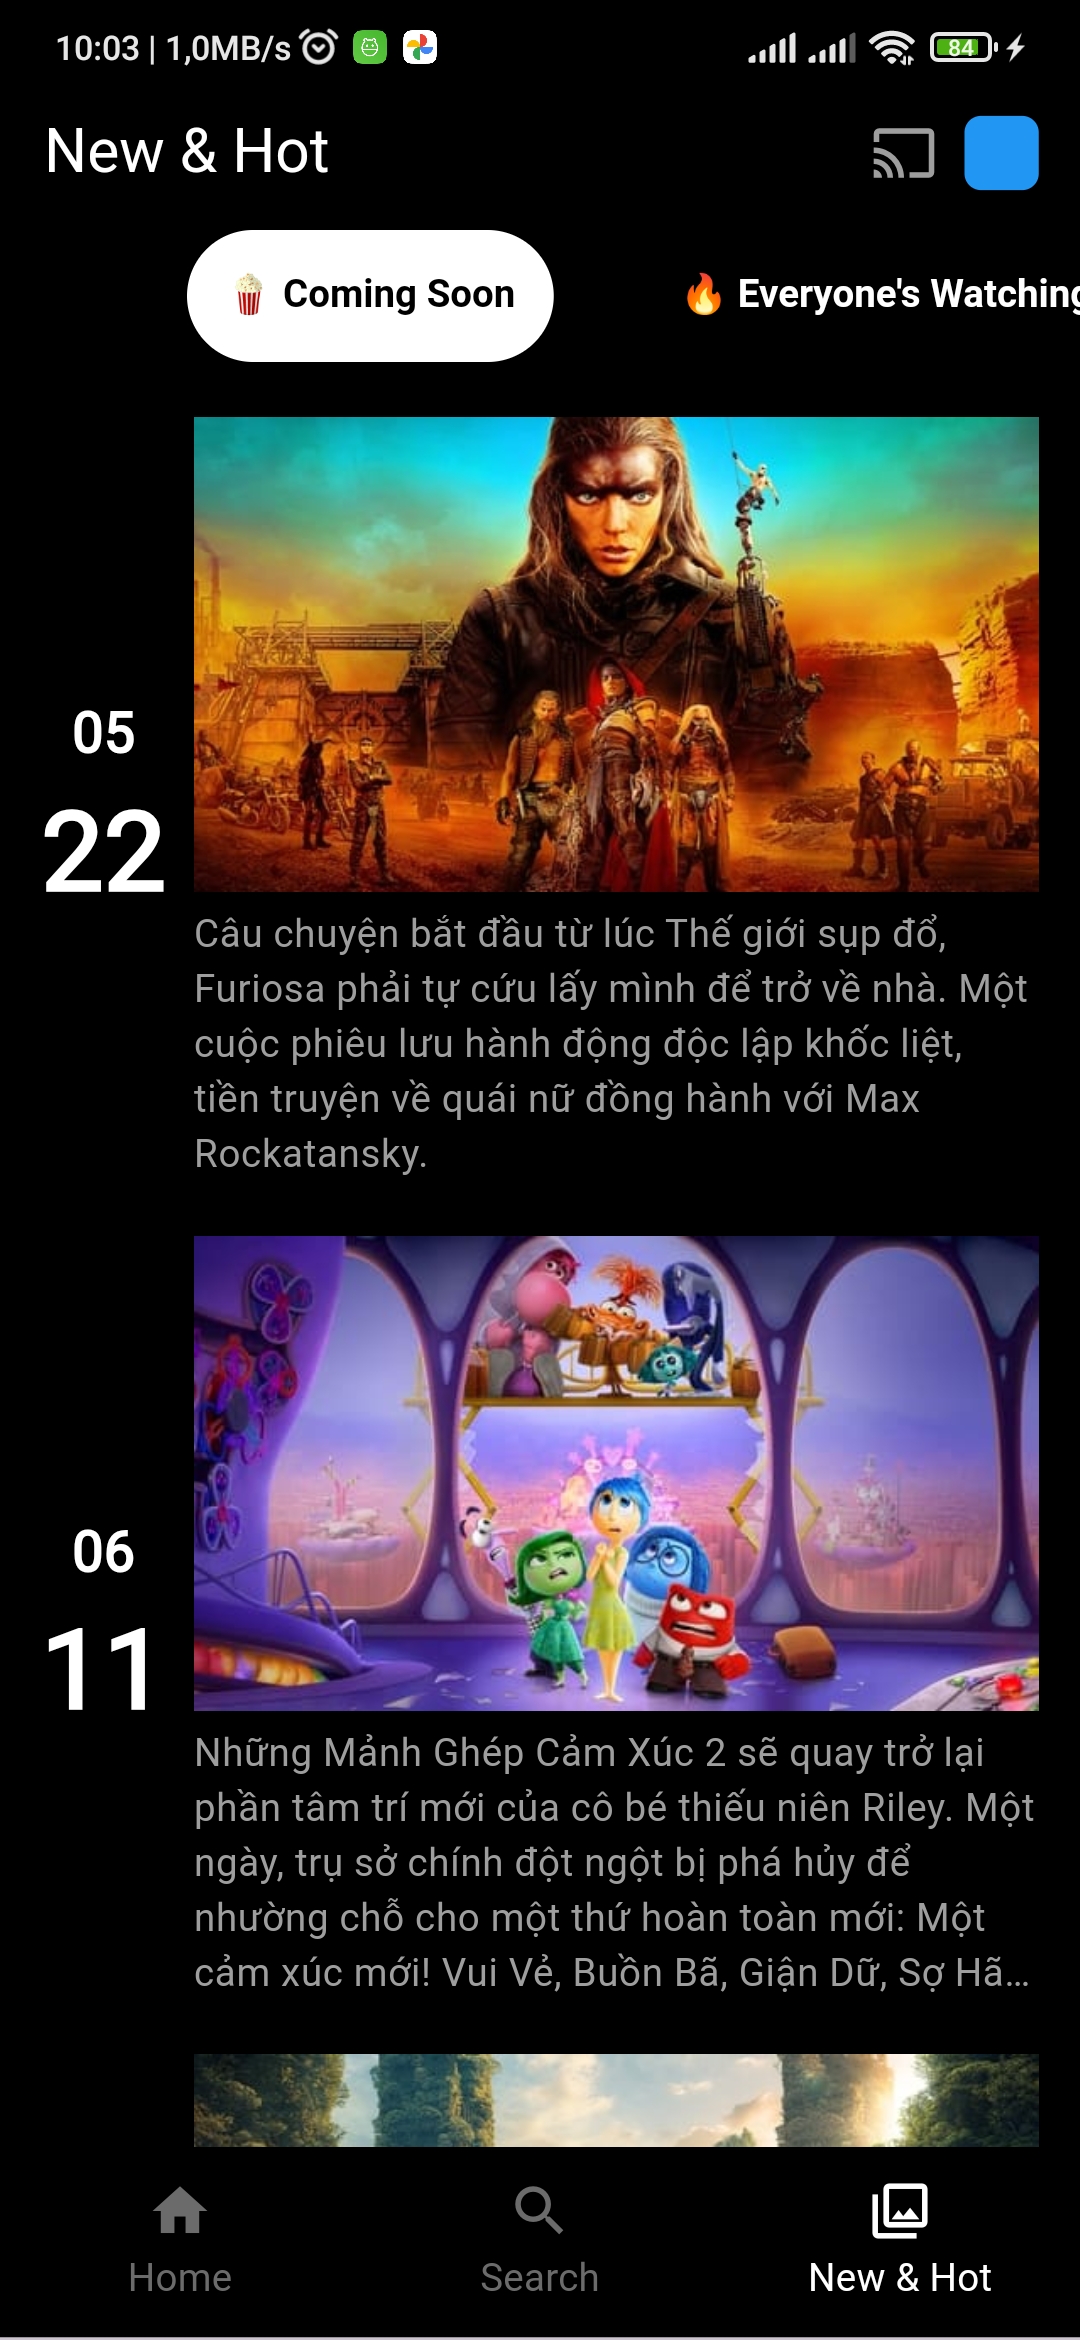 10:03 | 1,0MB/s
84
New & Hot
Coming Soon
Everyone's Watching
05
22
Câu chuyện bắt đầu từ lúc Thế giới sụp đổ,
Furiosa phải tự cứu lấy mình để trở về nhà. Một
cuộc phiêu lưu hành động độc lập khốc liệt,
tiền truyện về quái nữ đồng hành với Max
Rockatansky.
06
11
Những Mảnh Ghép Cảm Xúc 2 sẽ quay trở lại
phần tâm trí mới của cô bé thiếu niên Riley. Một
ngày, trụ sở chính đột ngột bị phá hủy để
nhường chỗ cho một thứ hoàn toàn mới: Một
cảm xúc mới! Vui Vẻ, Buồn Bã, Giận Dữ, Sợ Hã…
Home
Search
New & Hot